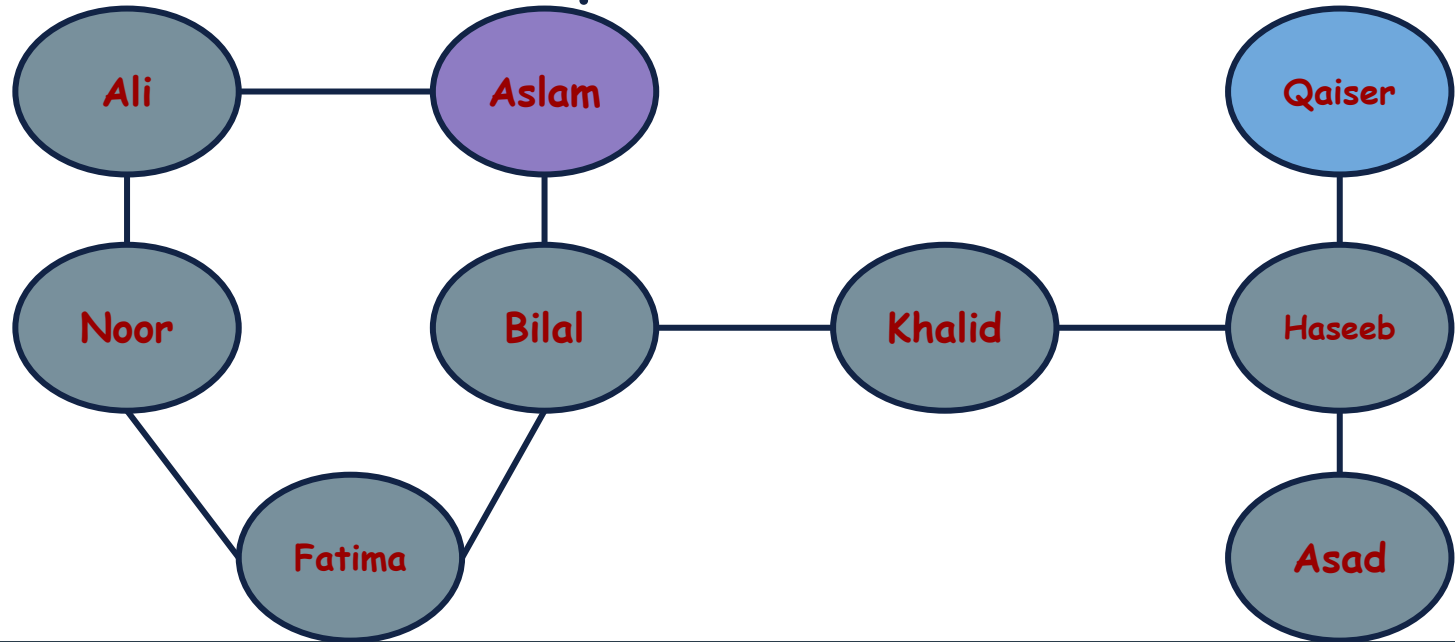 Ali
Aslam
Qaiser
Noor
Bilal
Khalid
Haseeb
Fatima
Asad